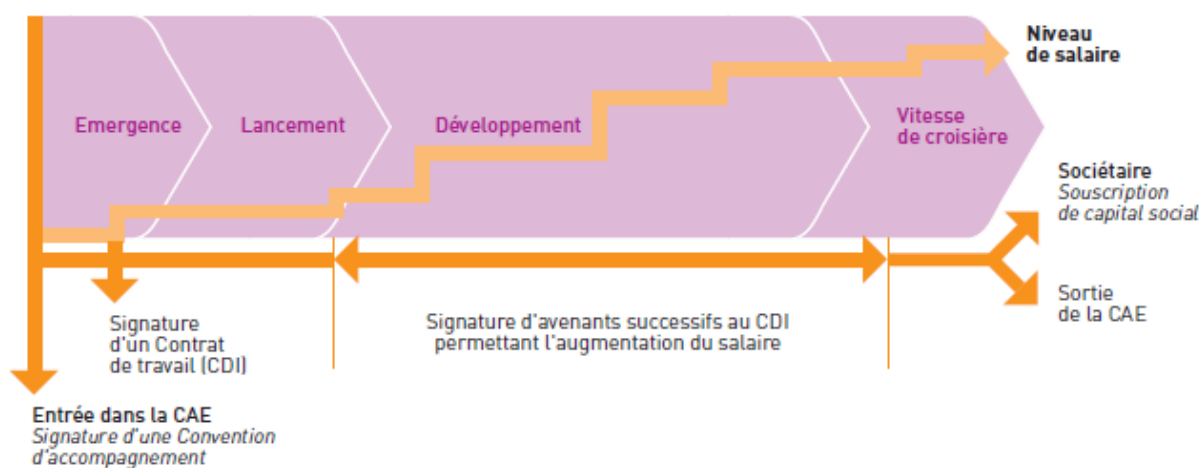 Niveau
de salaire
Emergence
Lancement
Développement
Vitesse
de croisière
Sociétaire
Souscription
de capital social
Sortie
de la CAE
Signature
d'un Contrat
de travail (CDI)
Signature d'avenants successifs au CDI
permettant l'augmentation du salaire
Entrée dans la CAE
Signature d'une Convention
d'accompagnement